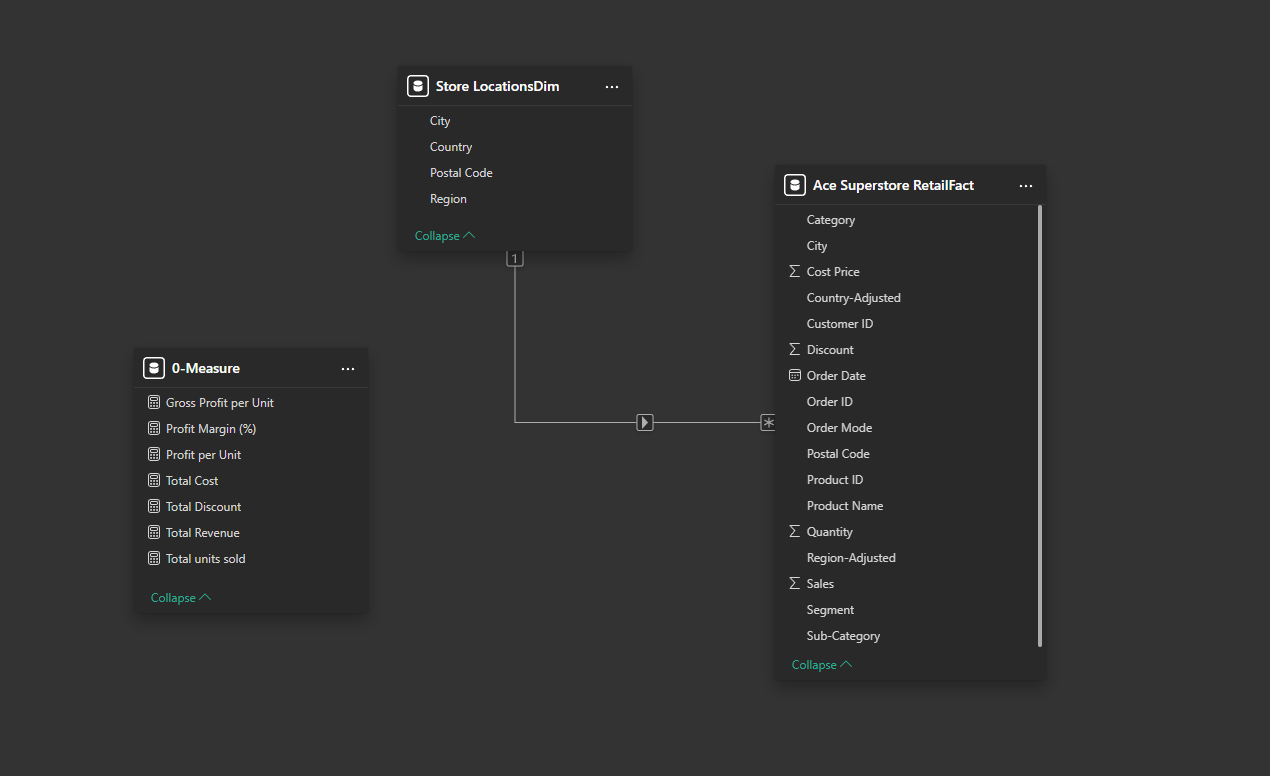 Store LocationsDim
City
Country
Postal Code
Region
Collapse
1
0-Measure
Gross Profit per Unit
Profit Margin (%)
Profit per Unit
Total Cost
Total Discount
Total Revenue
Total units sold
Collapse
*
Ace Superstore RetailFact
Category
City
Cost Price
Country-Adjusted
Customer ID
Discount
Order Date
Order ID
Order Mode
Postal Code
Product ID
Product Name
Quantity
Region-Adjusted
Sales
Segment
Sub-Category
Collapse